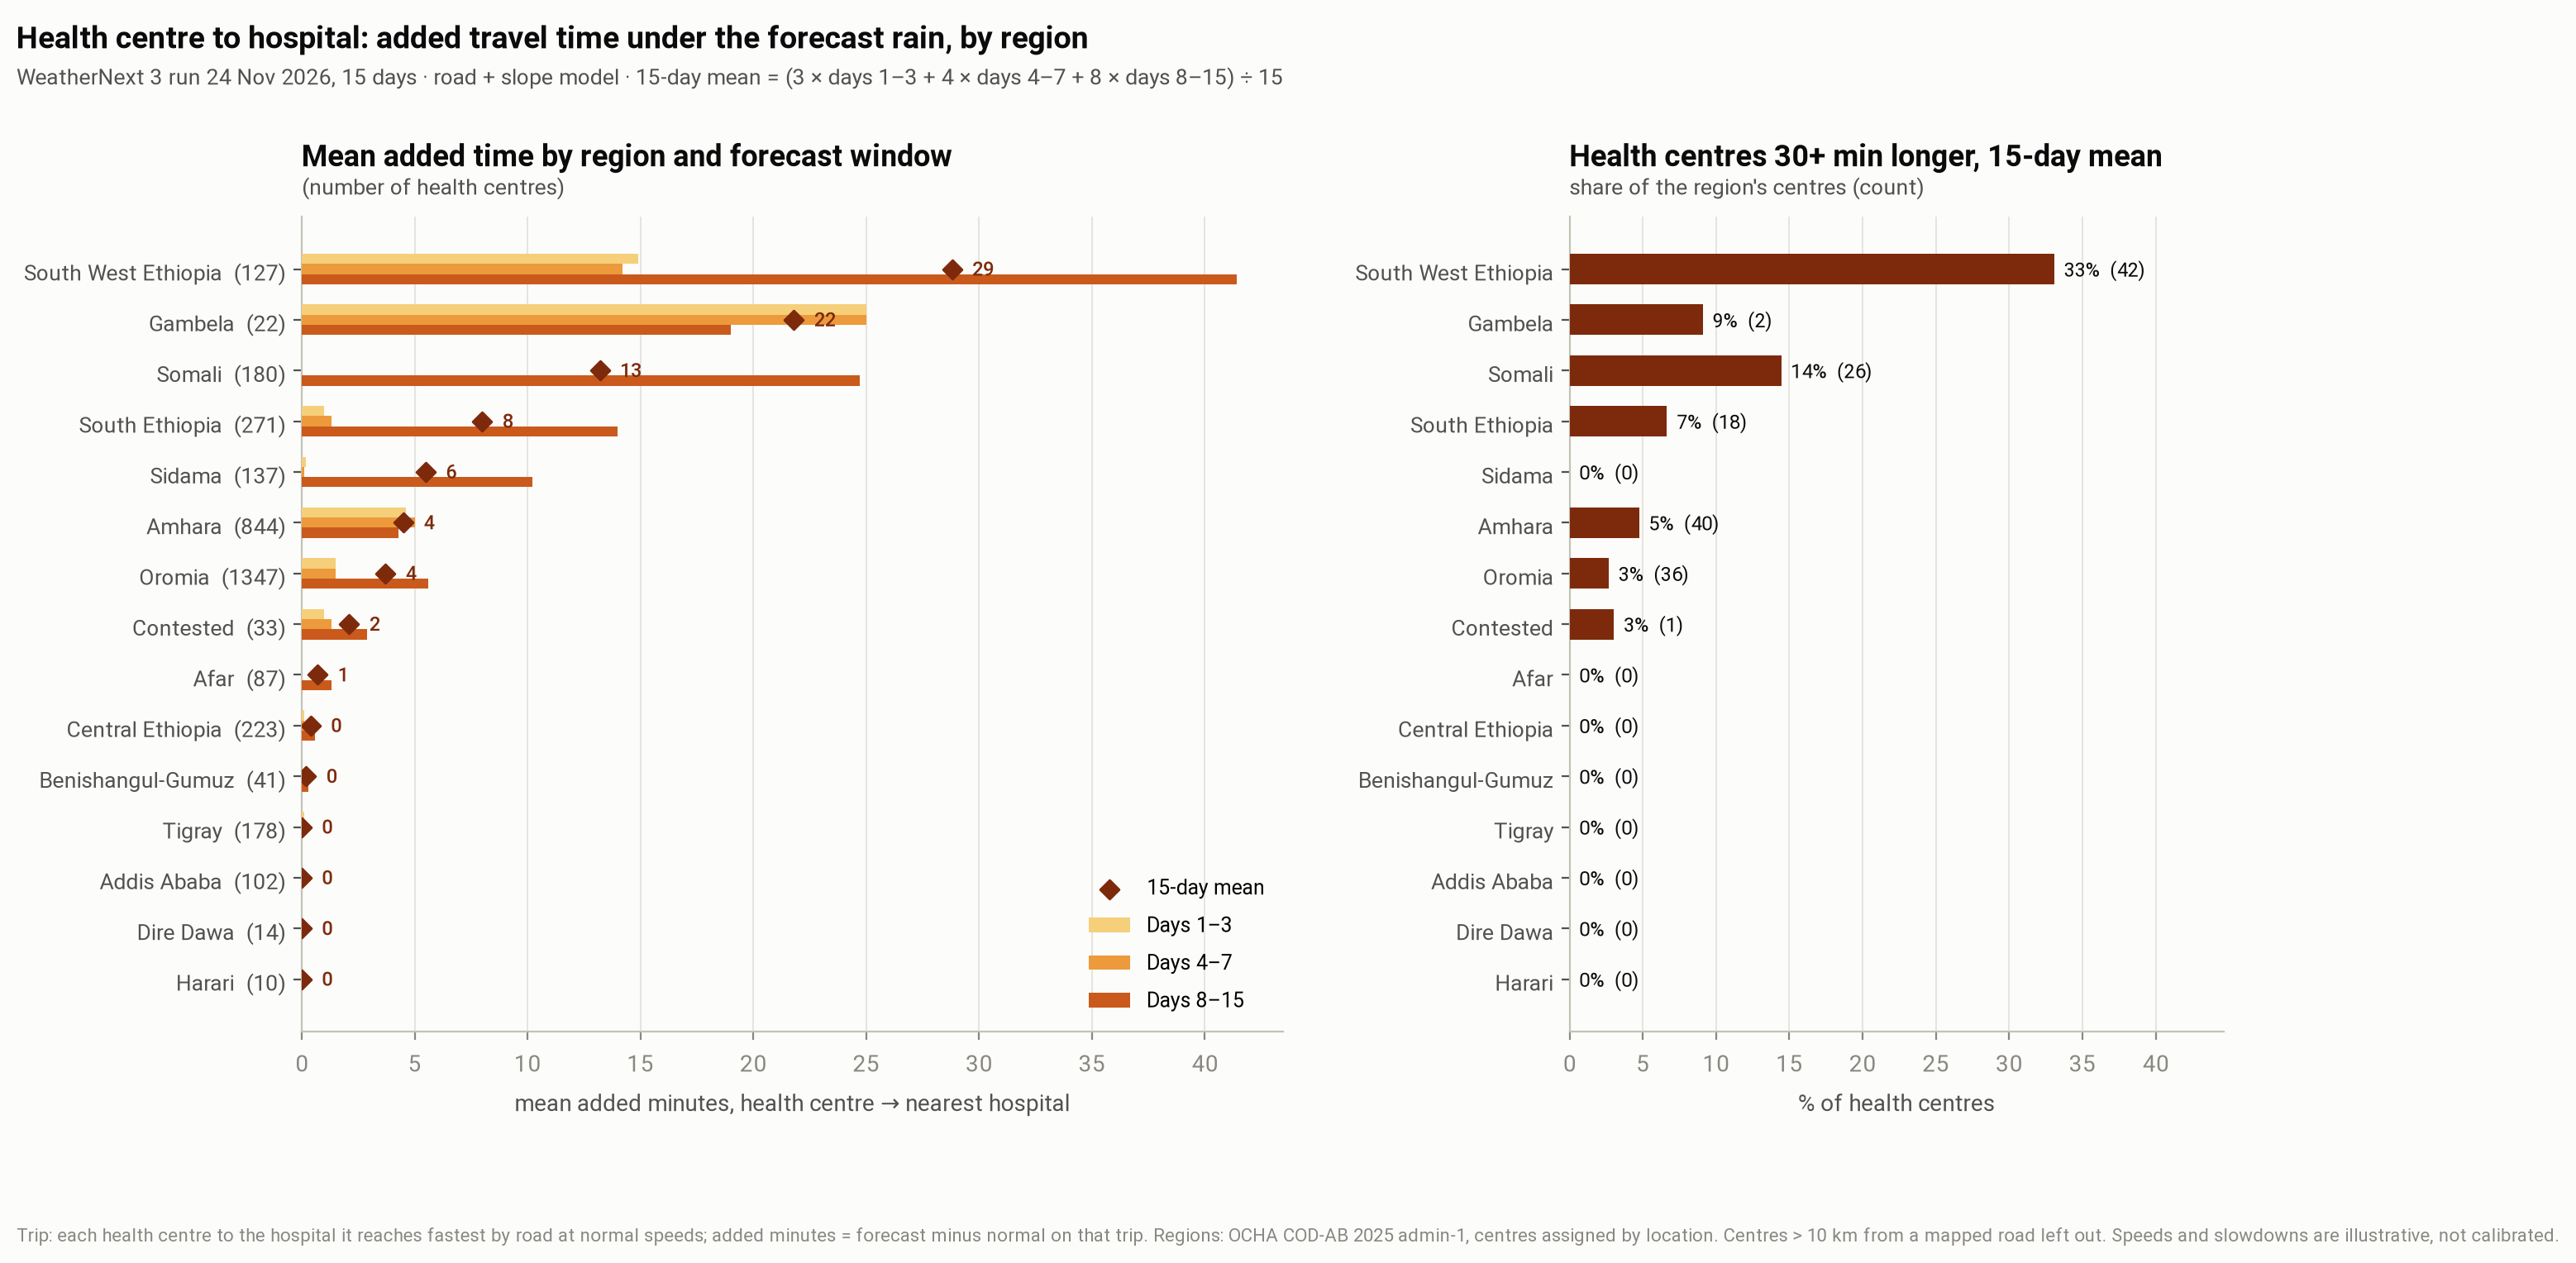 Health centre to hospital: added travel time under the forecast rain, by region
WeatherNext 3 run 24 Nov 2026, 15 days · road + slope model · 15-day mean = (3 × days 1–3 + 4 × days 4–7 + 8 × days 8–15) ÷ 15
Mean added time by region and forecast window
(number of health centres)
South West Ethiopia (127)
29
Gambela (22)
22
Somali (180)
13
South Ethiopia (271)
8
Sidama (137)
6
Amhara (844)
4
Oromia (1347)
4
Contested (33)
2
Afar (87)
1
Central Ethiopia (223)
0
Benishangul-Gumuz (41)
0
Tigray (178)
0
Addis Ababa (102)
0
Dire Dawa (14)
0
Harari (10)
0
15-day mean
Days 1–3
Days 4–7
Days 8–15
0 5 10 15 20 25 30 35 40
mean added minutes, health centre → nearest hospital
Health centres 30+ min longer, 15-day mean
share of the region's centres (count)
South West Ethiopia 33% (42)
Gambela 9% (2)
Somali 14% (26)
South Ethiopia 7% (18)
Sidama 0% (0)
Amhara 5% (40)
Oromia 3% (36)
Contested 3% (1)
Afar 0% (0)
Central Ethiopia 0% (0)
Benishangul-Gumuz 0% (0)
Tigray 0% (0)
Addis Ababa 0% (0)
Dire Dawa 0% (0)
Harari 0% (0)
0 5 10 15 20 25 30 35 40
% of health centres
Trip: each health centre to the hospital it reaches fastest by road at normal speeds; added minutes = forecast minus normal on that trip. Regions: OCHA COD-AB 2025 admin-1, centres assigned by location. Centres > 10 km from a mapped road left out. Speeds and slowdowns are illustrative, not calibrated.